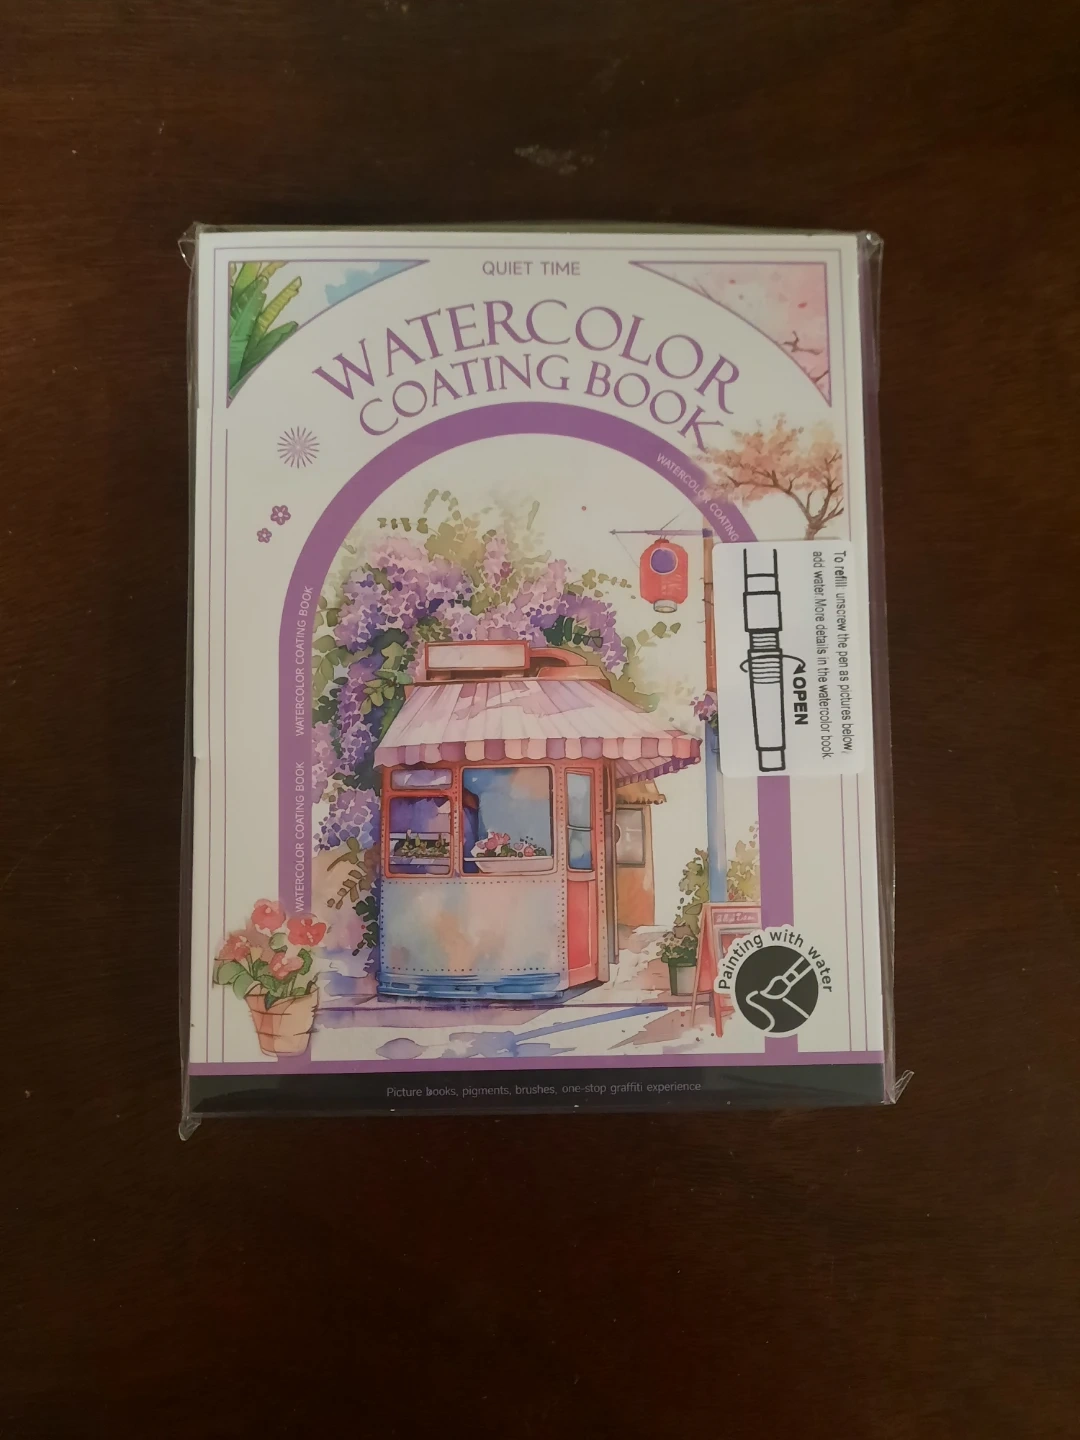 QUIET TIME
WATERCOLOR
COATING BOOK
WATERCOLOR COATING
WATERCOLOR COATING BOOK
WATERCOLOR COATING BOOK
To refill: unscrew the pen as pictures below,
add water.More details in the watercolor book
OPEN
Painting with water
Picture books, pigments, brushes, one-stop graffiti experience